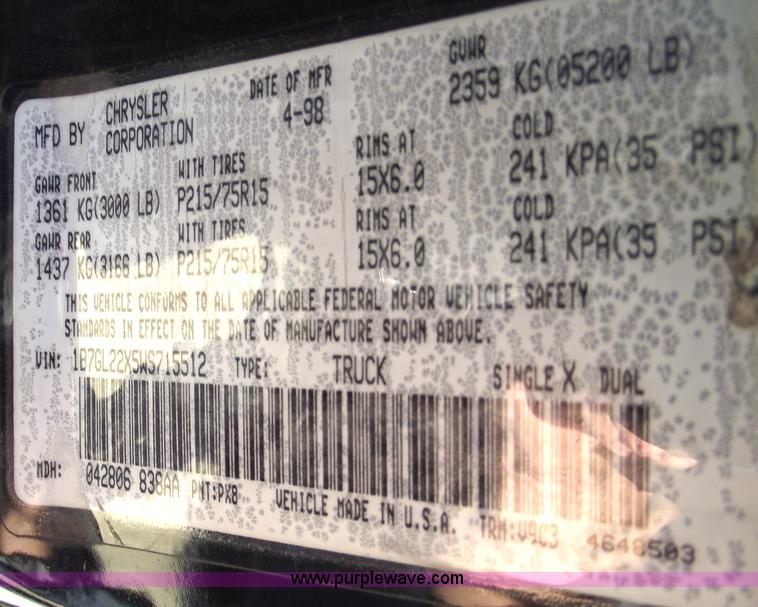 MFD BY CHRYSLER CORPORATION
DATE OF MFR 4-98
GVWR 2359 KG(05200 LB)
GAWR FRONT WITH TIRES RIMS AT COLD
1361 KG(3000 LB) P215/75R15 15X6.0 241 KPA(35 PSI)
GAWR REAR WITH TIRES RIMS AT COLD
1437 KG(3168 LB) P215/75R15 15X6.0 241 KPA(35 PSI)
THIS VEHICLE CONFORMS TO ALL APPLICABLE FEDERAL MOTOR VEHICLE SAFETY
STANDARDS IN EFFECT ON THE DATE OF MANUFACTURE SHOWN ABOVE.
VIN: 1B7GL22X5WS715512 TYPE: TRUCK SINGLE X DUAL
MDH: 042806 838AA PNT:PX8 VEHICLE MADE IN U.S.A. TRM:V9C3 4648503
www.purplewave.com